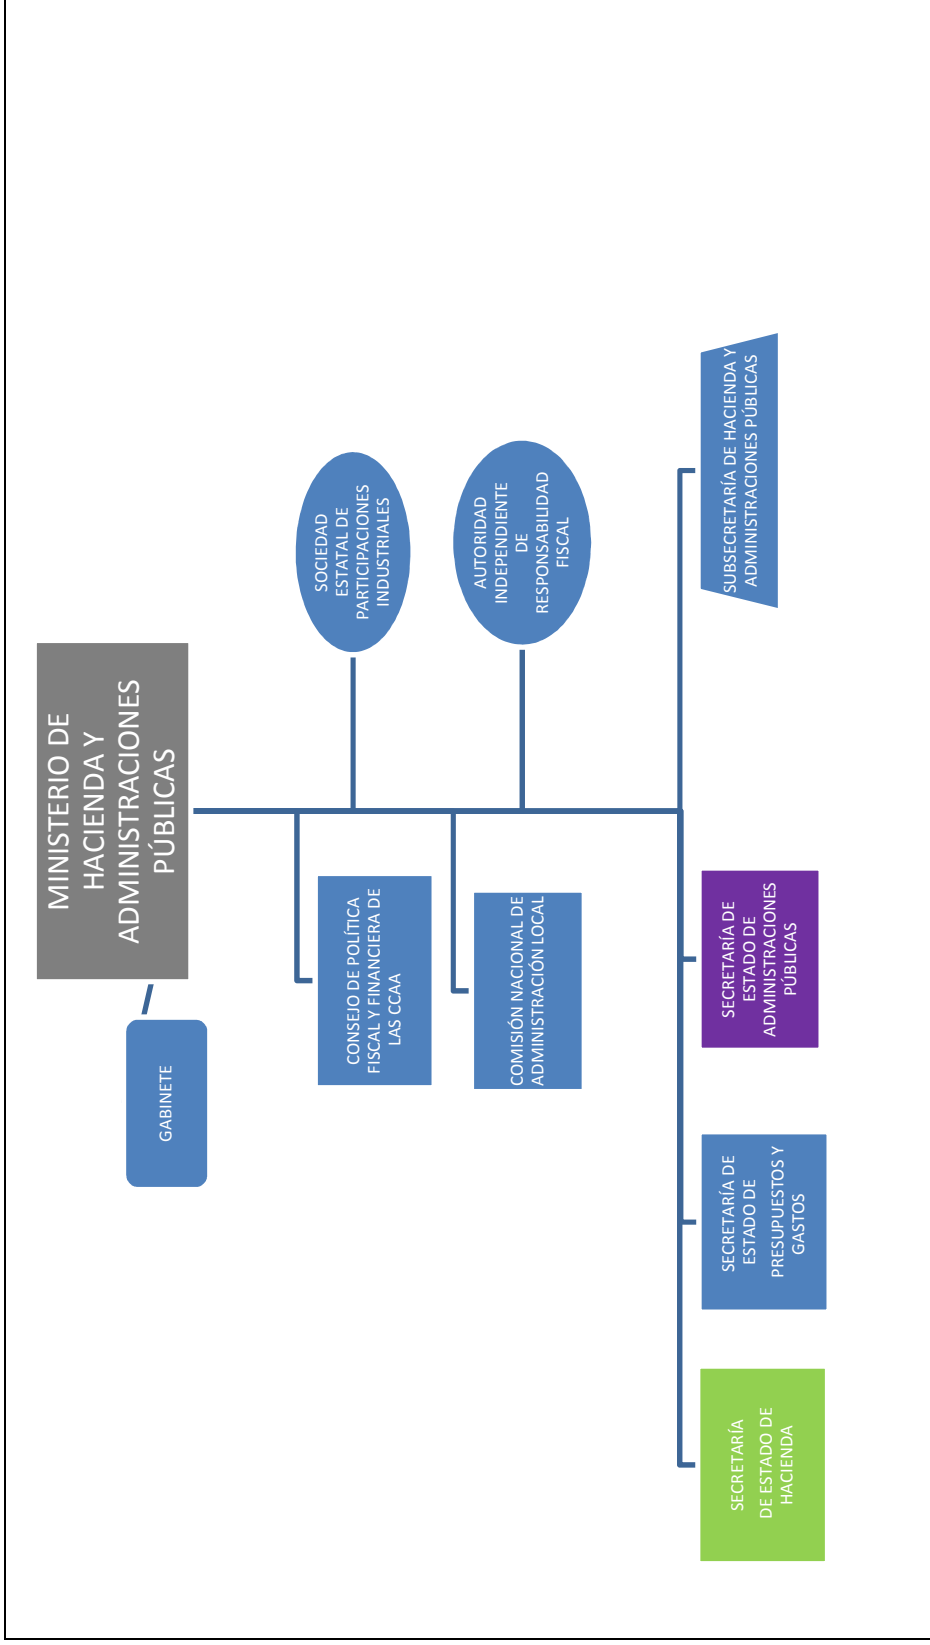 MINISTERIO DE
HACIENDA Y
ADMINISTRACIONES
PÚBLICAS
GABINETE
CONSEJO DE POLÍTICA
FISCAL Y FINANCIERA DE
LAS CCAA
SOCIEDAD
ESTATAL DE
PARTICIPACIONES
INDUSTRIALES
COMISIÓN NACIONAL DE
ADMINISTRACIÓN LOCAL
AUTORIDAD
INDEPENDIENTE
DE
RESPONSABILIDAD
FISCAL
SECRETARÍA
DE ESTADO DE
HACIENDA
SECRETARÍA DE
ESTADO DE
PRESUPUESTOS Y
GASTOS
SECRETARÍA DE
ESTADO DE
ADMINISTRACIONES
PÚBLICAS
SUBSECRETARÍA DE HACIENDA Y
ADMINISTRACIONES PÚBLICAS